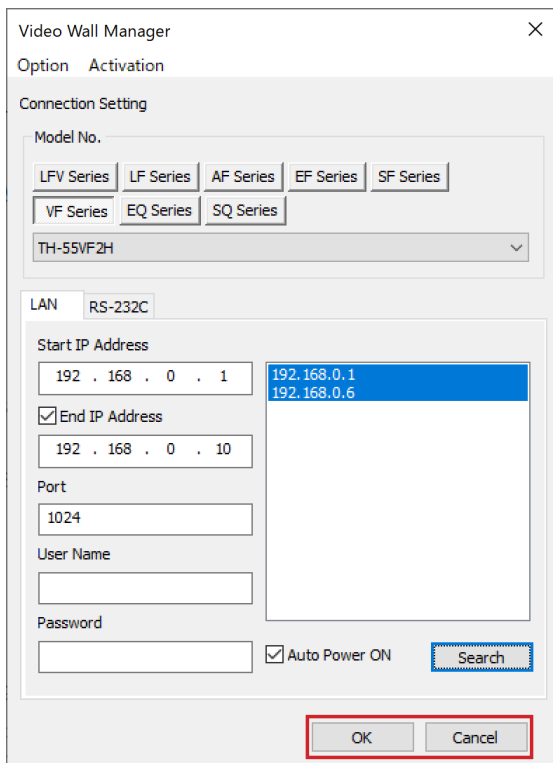 Video Wall Manager
Option Activation
Connection Setting
Model No.
LFV Series LF Series AF Series EF Series SF Series
VF Series EQ Series SQ Series
TH-55VF2H
LAN RS-232C
Start IP Address
192 . 168 . 0 . 1
End IP Address
192 . 168 . 0 . 10
Port
1024
User Name
Password
192.168.0.1
192.168.0.6
Auto Power ON Search
OK Cancel